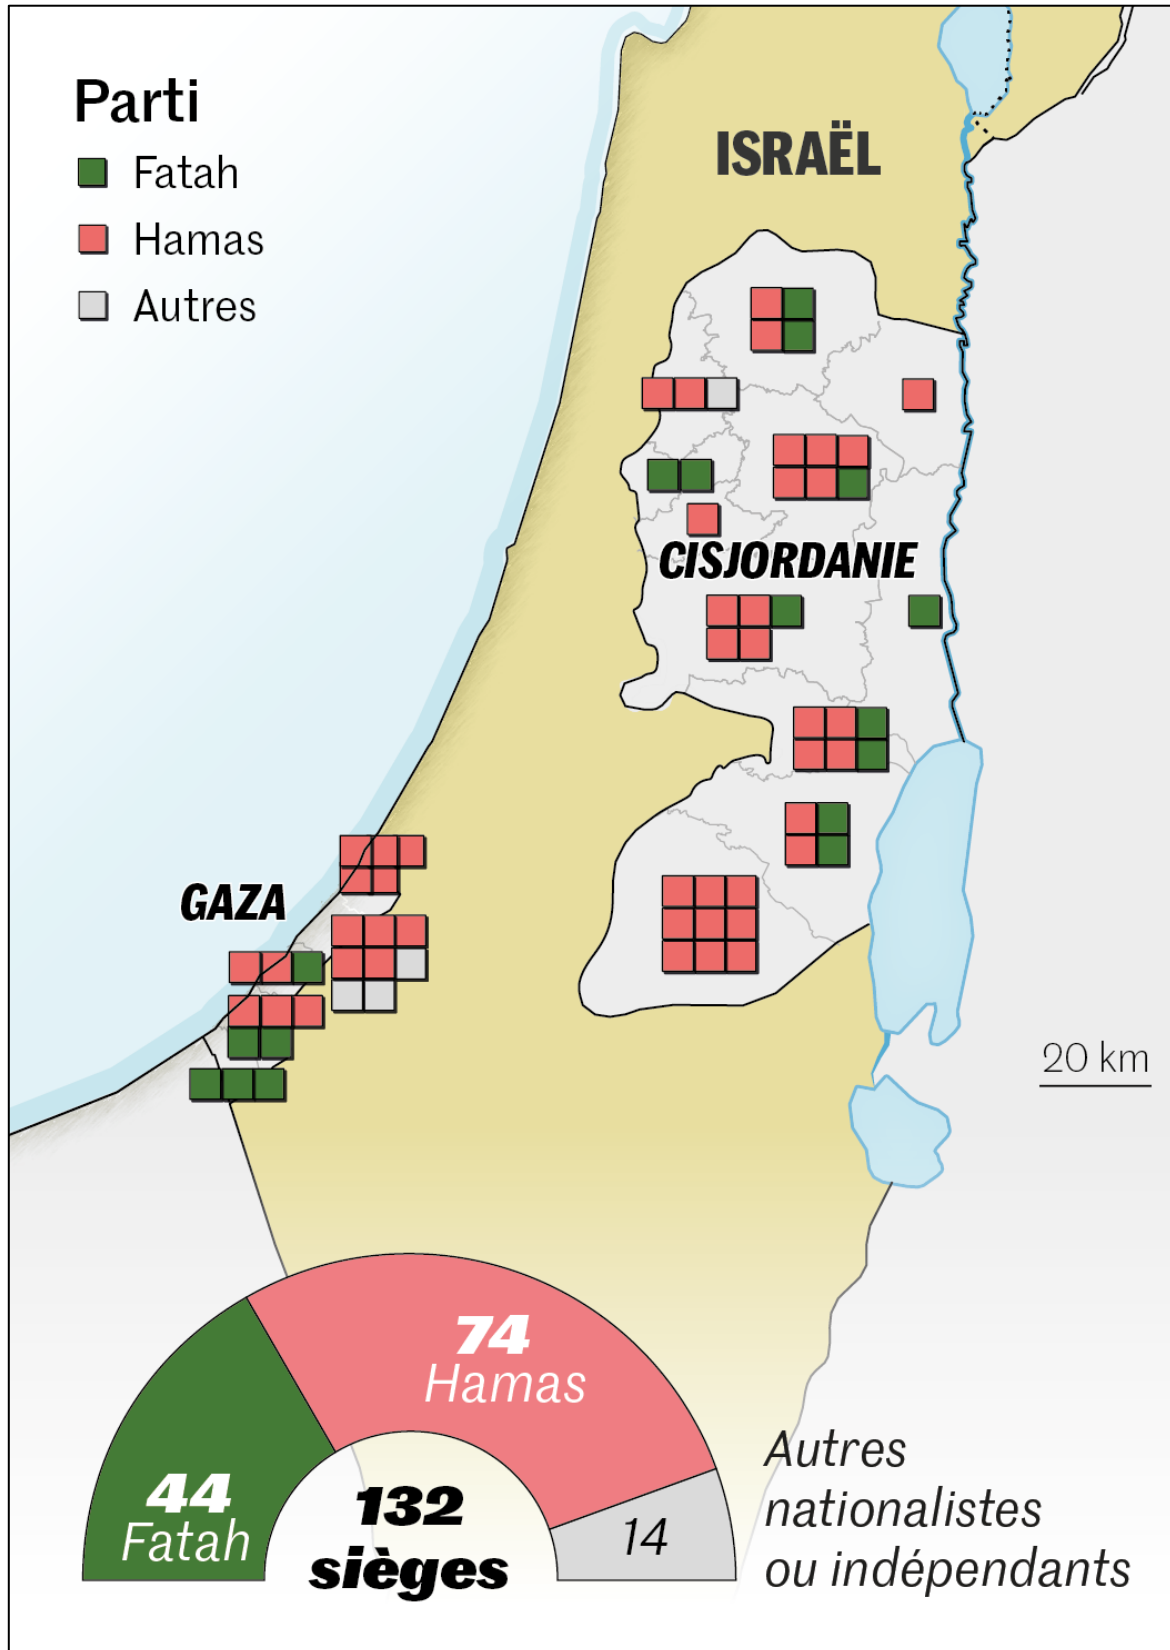 Parti
Fatah
Hamas
Autres
ISRAËL
CISJORDANIE
GAZA
20 km
74
Hamas
44
Fatah
132
sièges
14
Autres
nationalistes
ou indépendants